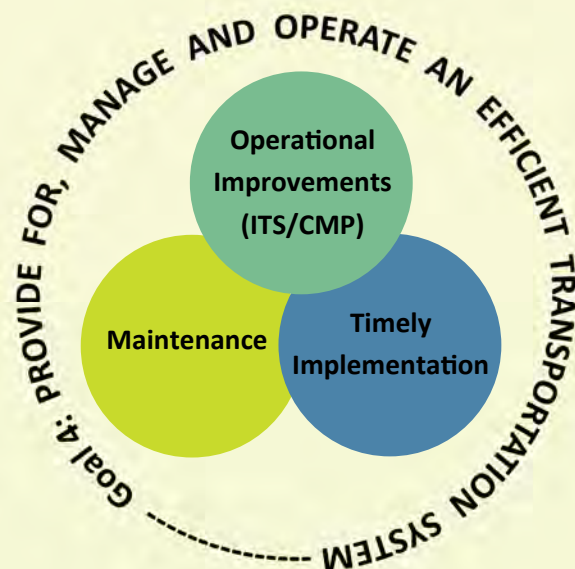 Goal 4: PROVIDE FOR, MANAGE AND OPERATE AN EFFICIENT TRANSPORTATION SYSTEM ----------
Operational
Improvements
(ITS/CMP)
Maintenance
Timely
Implementation